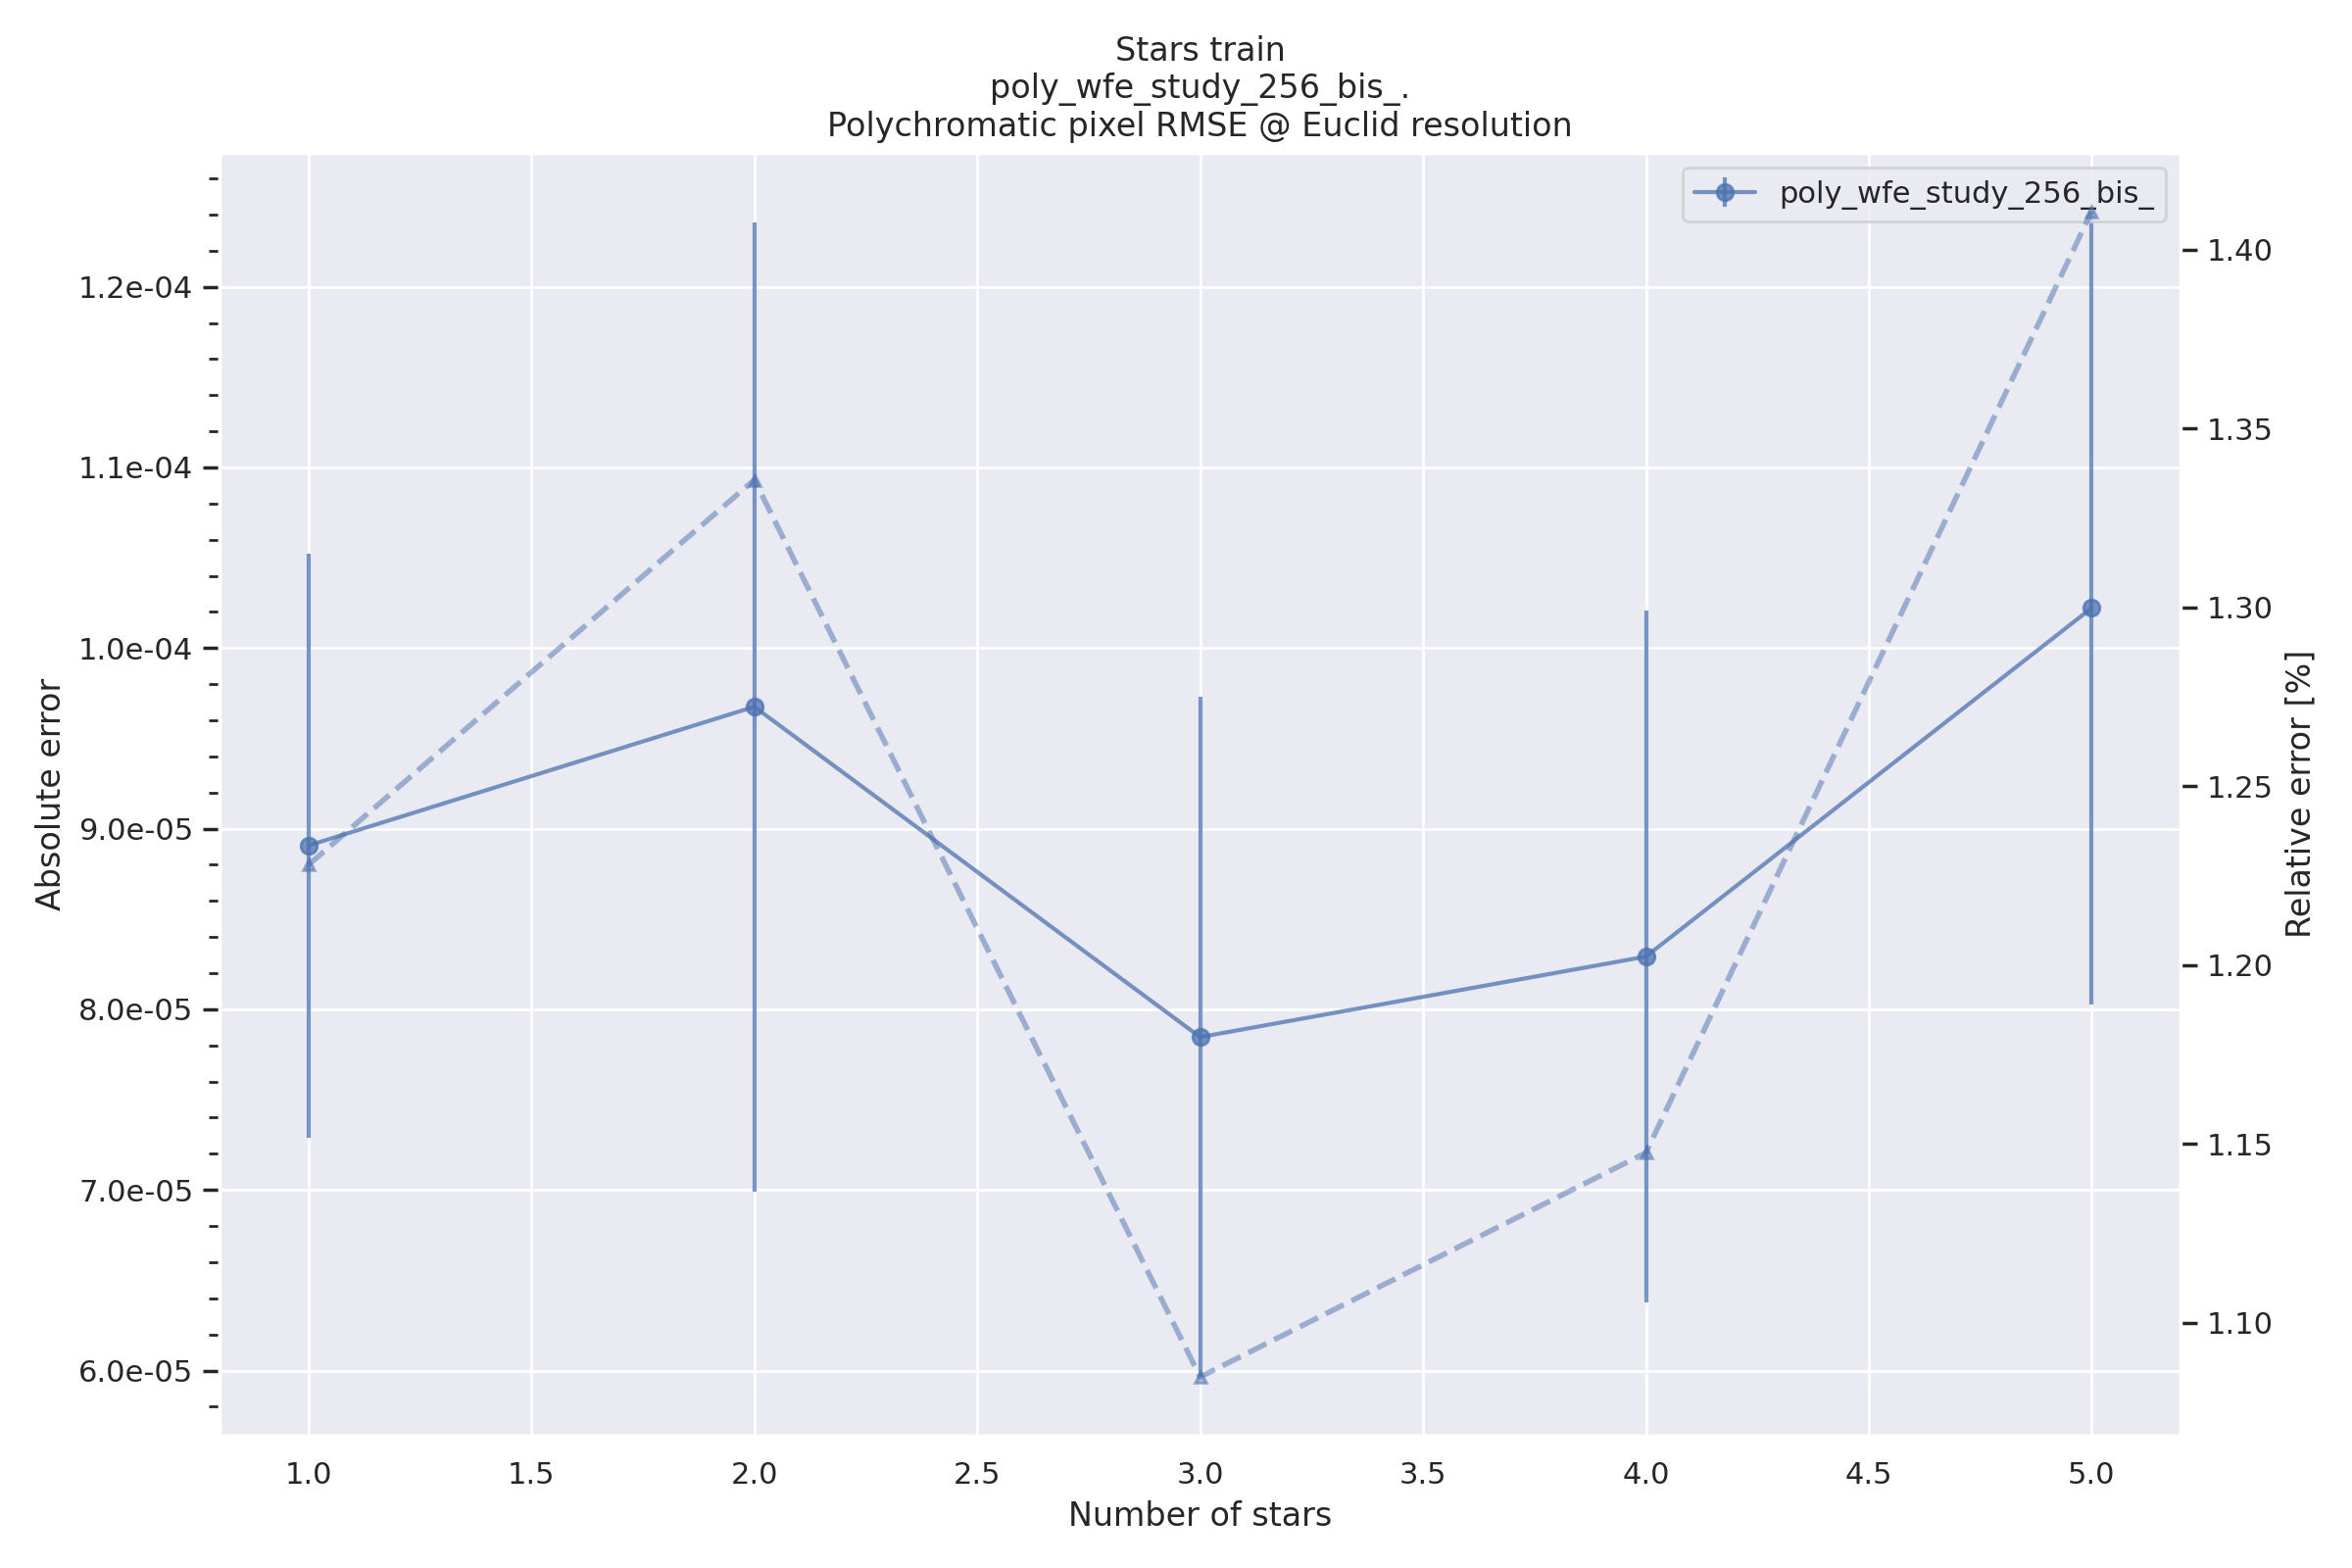 Stars train
poly_wfe_study_256_bis_.
Polychromatic pixel RMSE @ Euclid resolution
poly_wfe_study_256_bis_
Absolute error
1.2e-04
1.1e-04
1.0e-04
9.0e-05
8.0e-05
7.0e-05
6.0e-05
1.40
1.35
1.30
1.25
1.20
1.15
1.10
Relative error [%]
1.0 1.5 2.0 2.5 3.0 3.5 4.0 4.5 5.0
Number of stars